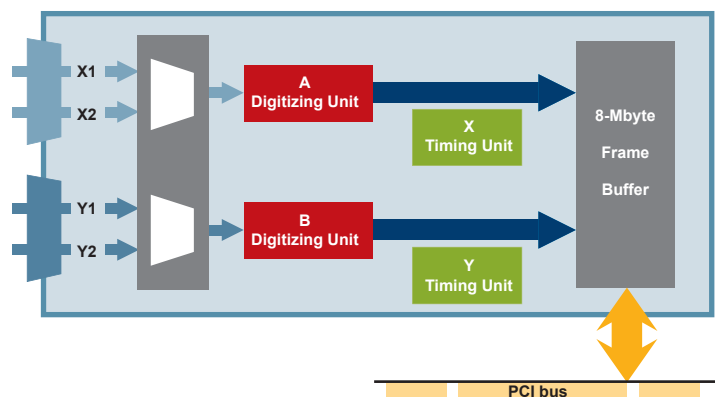 X1
X2
Y1
Y2
A
Digitizing Unit
X
Timing Unit
B
Digitizing Unit
Y
Timing Unit
8-Mbyte
Frame
Buffer
PCI bus